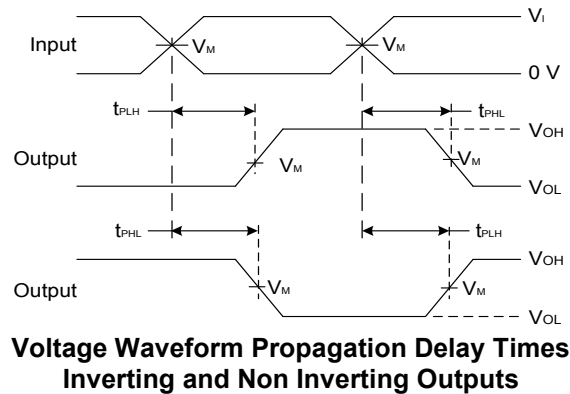 VI
Input
VM
VM
0 V
tPLH
tPHL
VOH
Output
VM
VM
VOL
tPHL
tPLH
VOH
Output
VM
VM
VOL
Voltage Waveform Propagation Delay Times
Inverting and Non Inverting Outputs